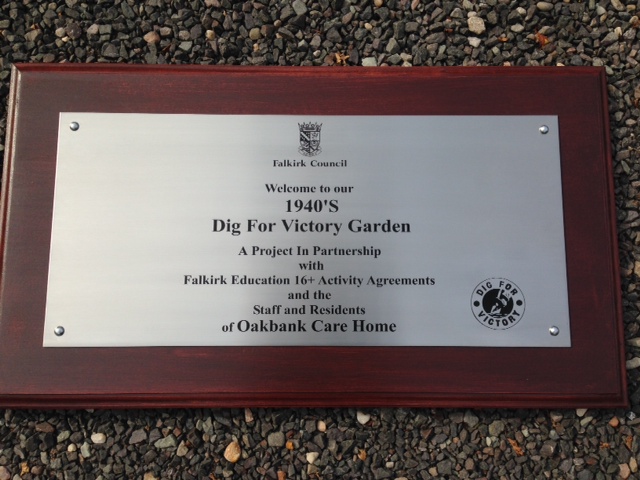 Falkirk Council
Welcome to our
1940'S
Dig For Victory Garden
A Project In Partnership
with
Falkirk Education 16+ Activity Agreements
and the
Staff and Residents
of Oakbank Care Home
DIG FOR
VICTORY